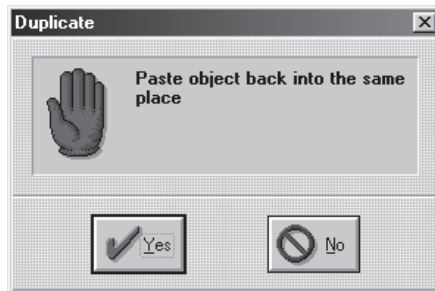 Duplicate
Paste object back into the same
place
Yes
No